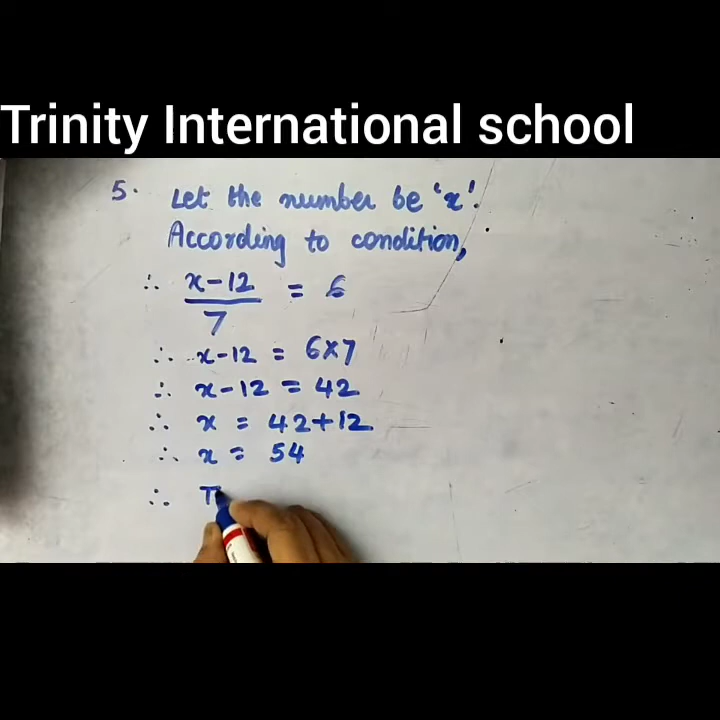 Trinity International school
5. Let the number be 'x'.
According to condition,
∴ x-12/7 = 6
∴ x-12 = 6×7
∴ x-12 = 42
∴ x = 42+12
∴ x = 54
∴ T